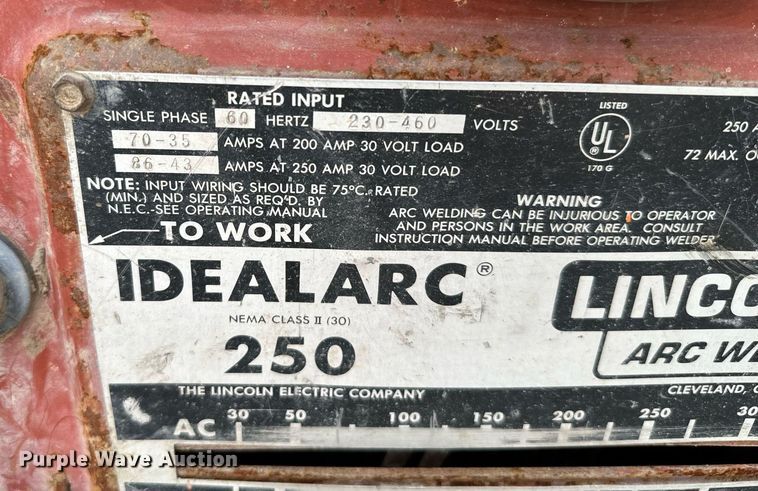 RATED INPUT
SINGLE PHASE 60 HERTZ 230-460 VOLTS
70-35 AMPS AT 200 AMP 30 VOLT LOAD
86-43 AMPS AT 250 AMP 30 VOLT LOAD
NOTE: INPUT WIRING SHOULD BE 75°C. RATED
(MIN.) AND SIZED AS REQ'D. BY
N.E.C.-SEE OPERATING MANUAL
TO WORK
LISTED
UL
®
170 G
250 A
72 MAX. O
WARNING
ARC WELDING CAN BE INJURIOUS TO OPERATOR
AND PERSONS IN THE WORK AREA. CONSULT
INSTRUCTION MANUAL BEFORE OPERATING WELDER
IDEALARC®
NEMA CLASS II (30)
250
LINCO
ARC WE
THE LINCOLN ELECTRIC COMPANY
CLEVELAND, O
AC 30 50 100 150 200 250 30
Purple Wave Auction